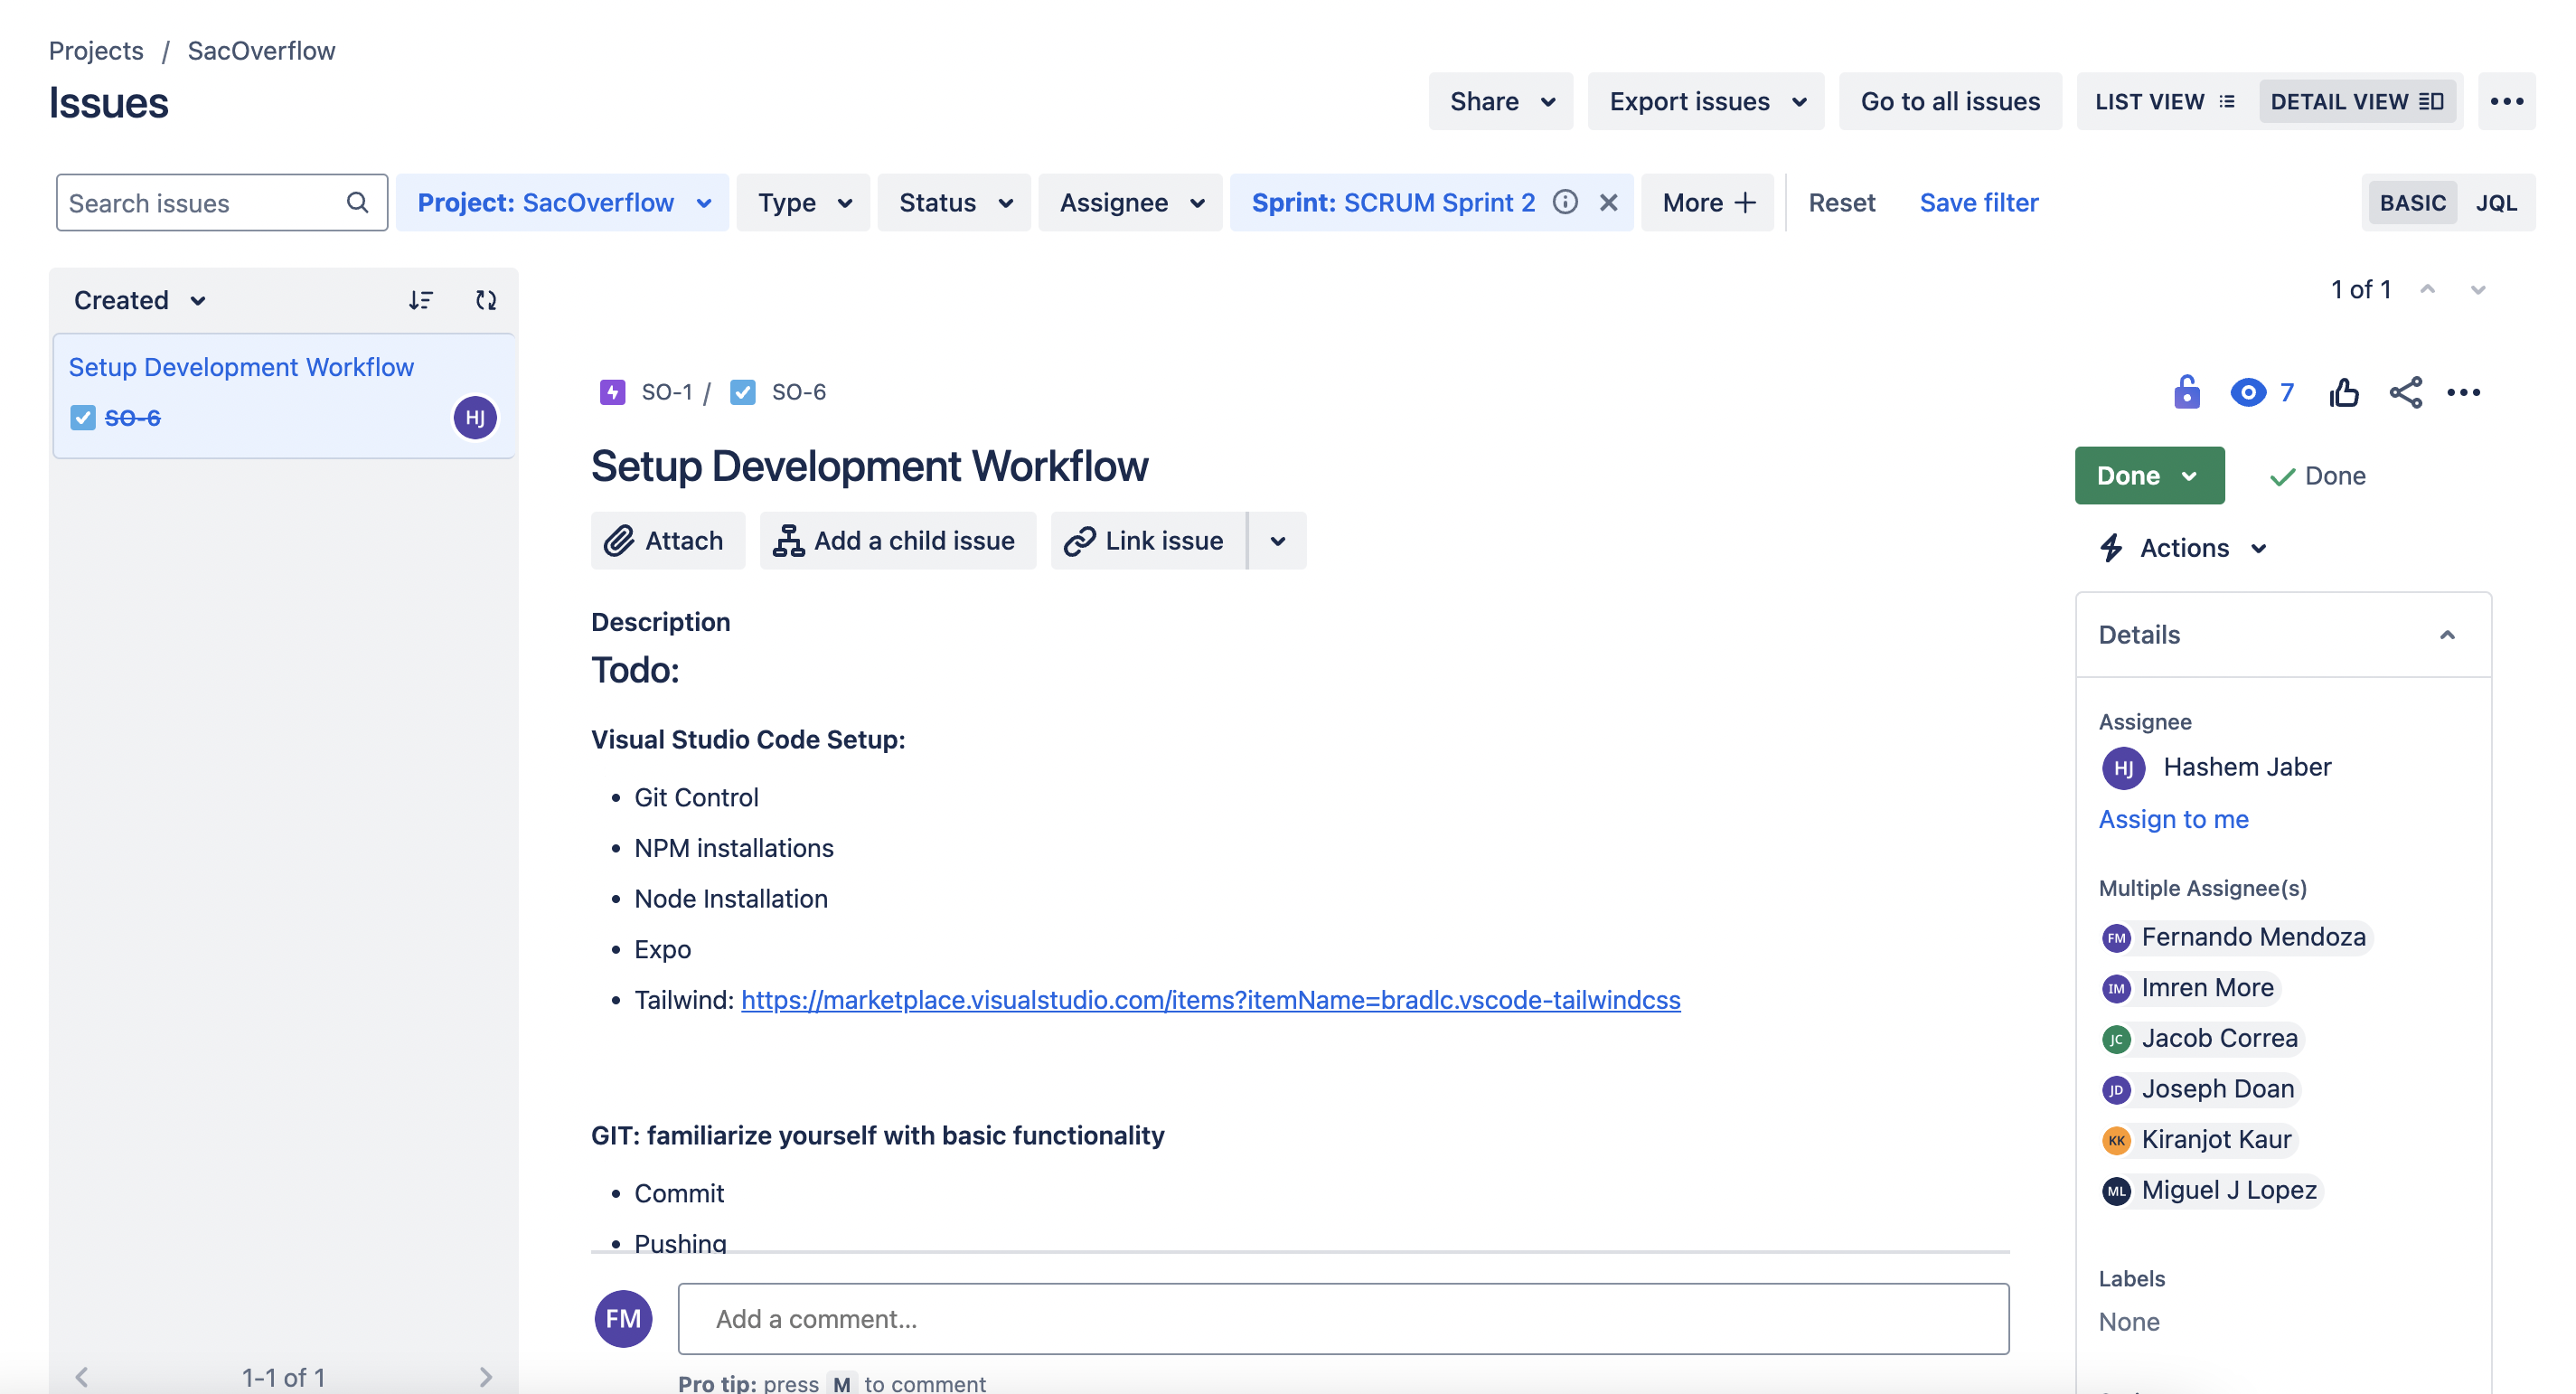 Projects / SacOverflow
Issues
Share
Export issues
Go to all issues
LIST VIEW
DETAIL VIEW
Search issues
Project: SacOverflow
Type
Status
Assignee
Sprint: SCRUM Sprint 2
More
Reset
Save filter
BASIC
JQL
Created
Setup Development Workflow
SO-6
HJ
1-1 of 1
1 of 1
SO-1 / SO-6
7
Setup Development Workflow
Attach
Add a child issue
Link issue
Description
Todo:
Visual Studio Code Setup:
• Git Control
• NPM installations
• Node Installation
• Expo
• Tailwind: https://marketplace.visualstudio.com/items?itemName=bradlc.vscode-tailwindcss
GIT: familiarize yourself with basic functionality
• Commit
• Pushing
FM
Add a comment...
Pro tip: press M to comment
Done
Done
Actions
Details
Assignee
HJ Hashem Jaber
Assign to me
Multiple Assignee(s)
FM Fernando Mendoza
IM Imren More
JC Jacob Correa
JD Joseph Doan
KK Kiranjot Kaur
ML Miguel J Lopez
Labels
None